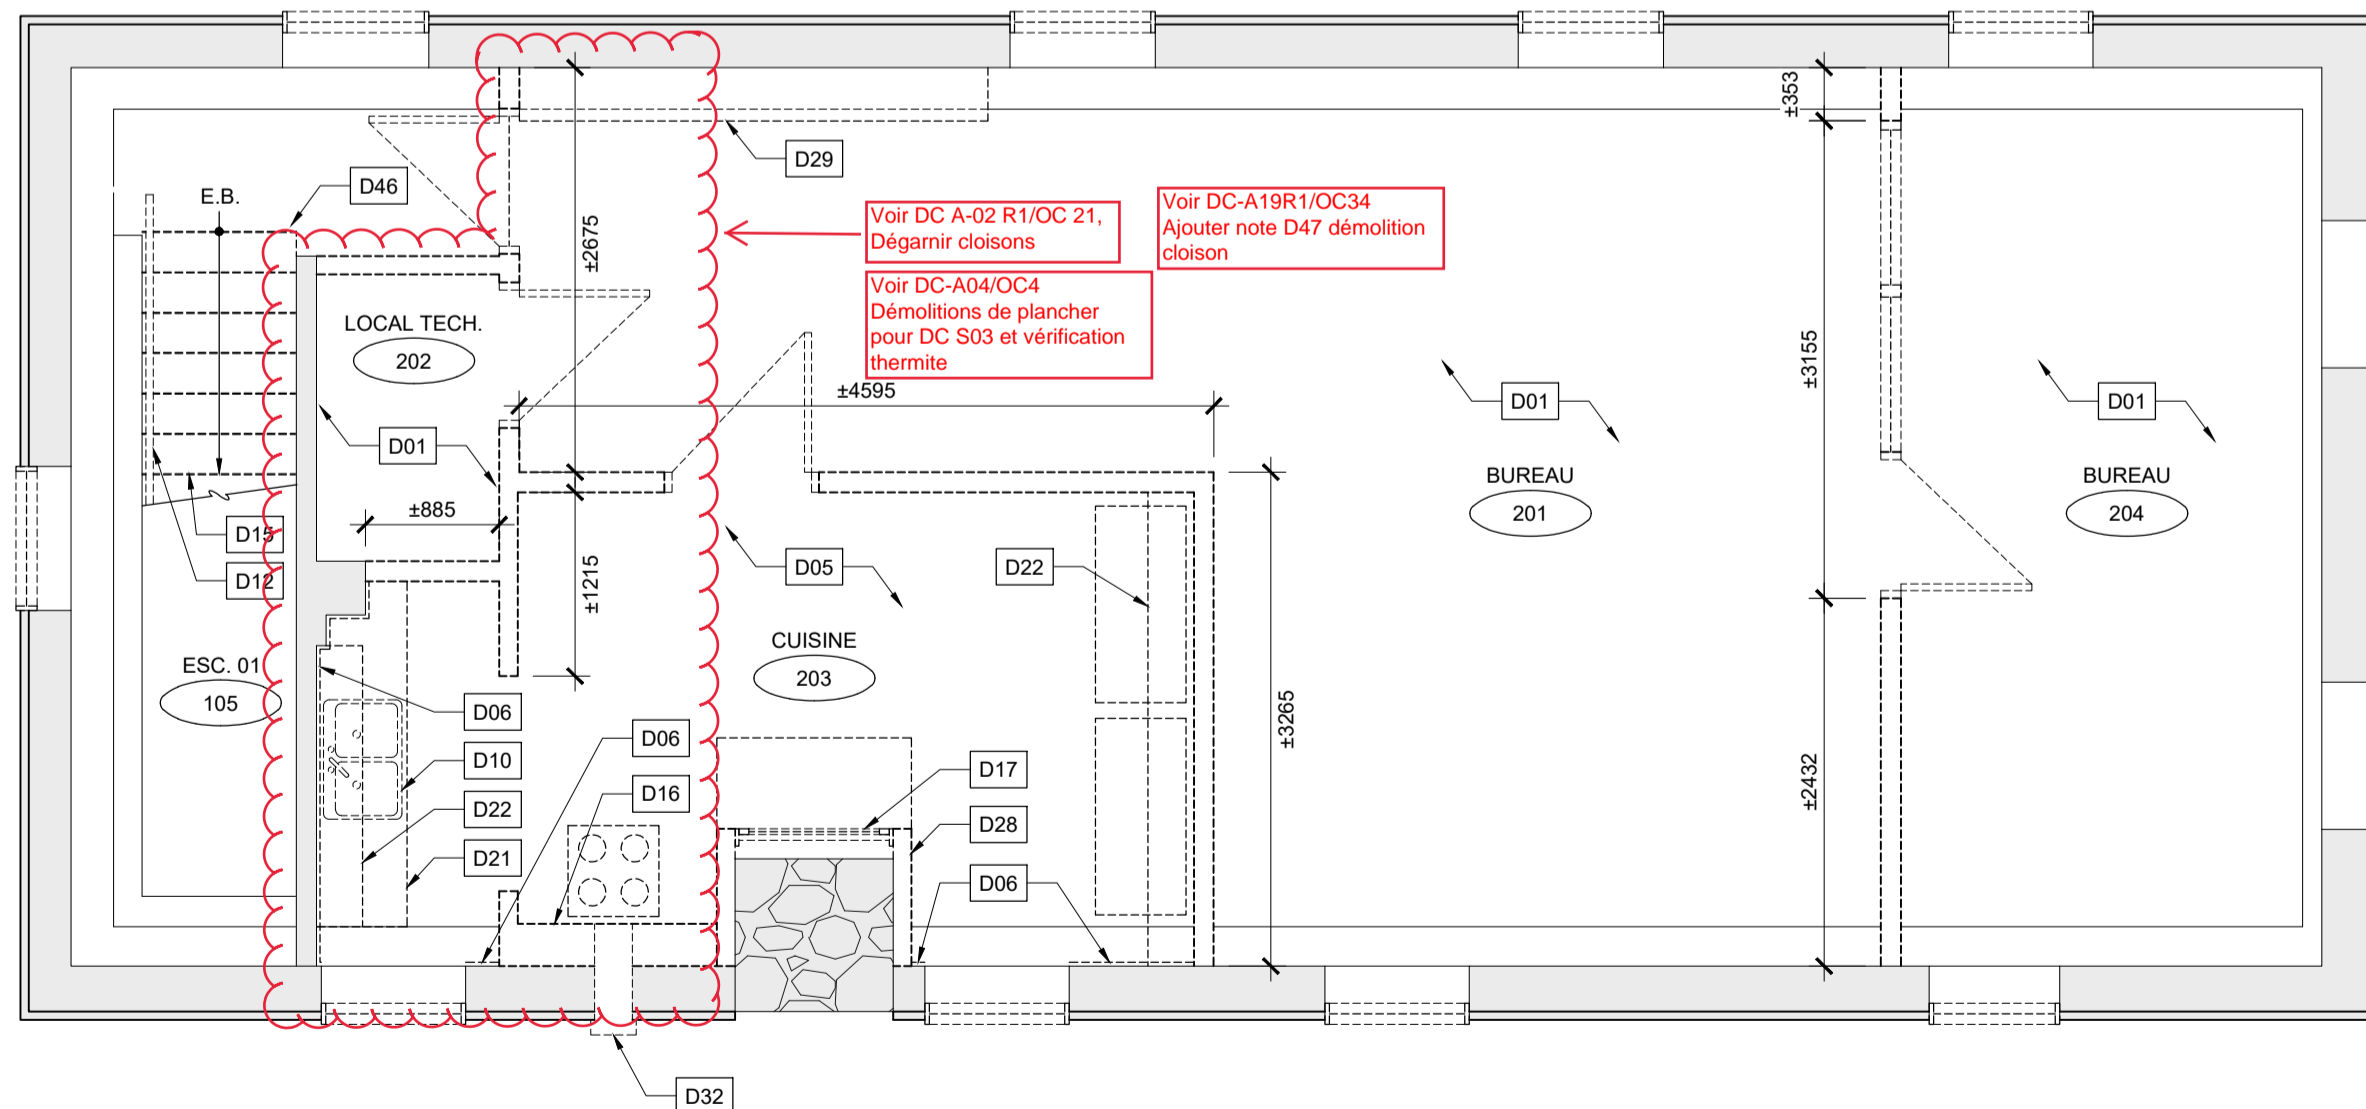 ±353
D29
D46
E.B.
Voir DC A-02 R1/OC 21,
Dégarnir cloisons
Voir DC-A19R1/OC34
Ajouter note D47 démolition
cloison
±2675
Voir DC-A04/OC4
Démolitions de plancher
pour DC S03 et vérification
thermite
LOCAL TECH.
202
±4595
±3155
D01
D01
D01
BUREAU
201
BUREAU
204
±885
D15
D12
±1215
D05
D22
CUISINE
203
ESC. 01
105
D06
D06
±3265
D10
D17
D16
±2432
D22
D28
D21
D06
D32